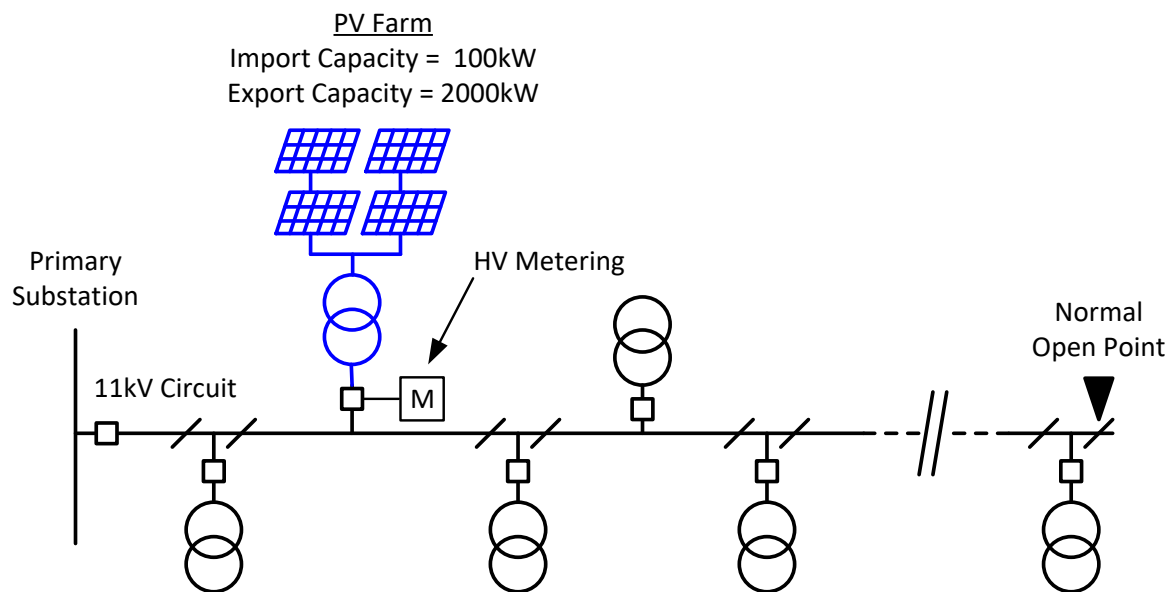 PV Farm
Import Capacity =  100kW
Export Capacity = 2000kW
Primary
Substation
HV Metering
Normal
Open Point
11kV Circuit
M